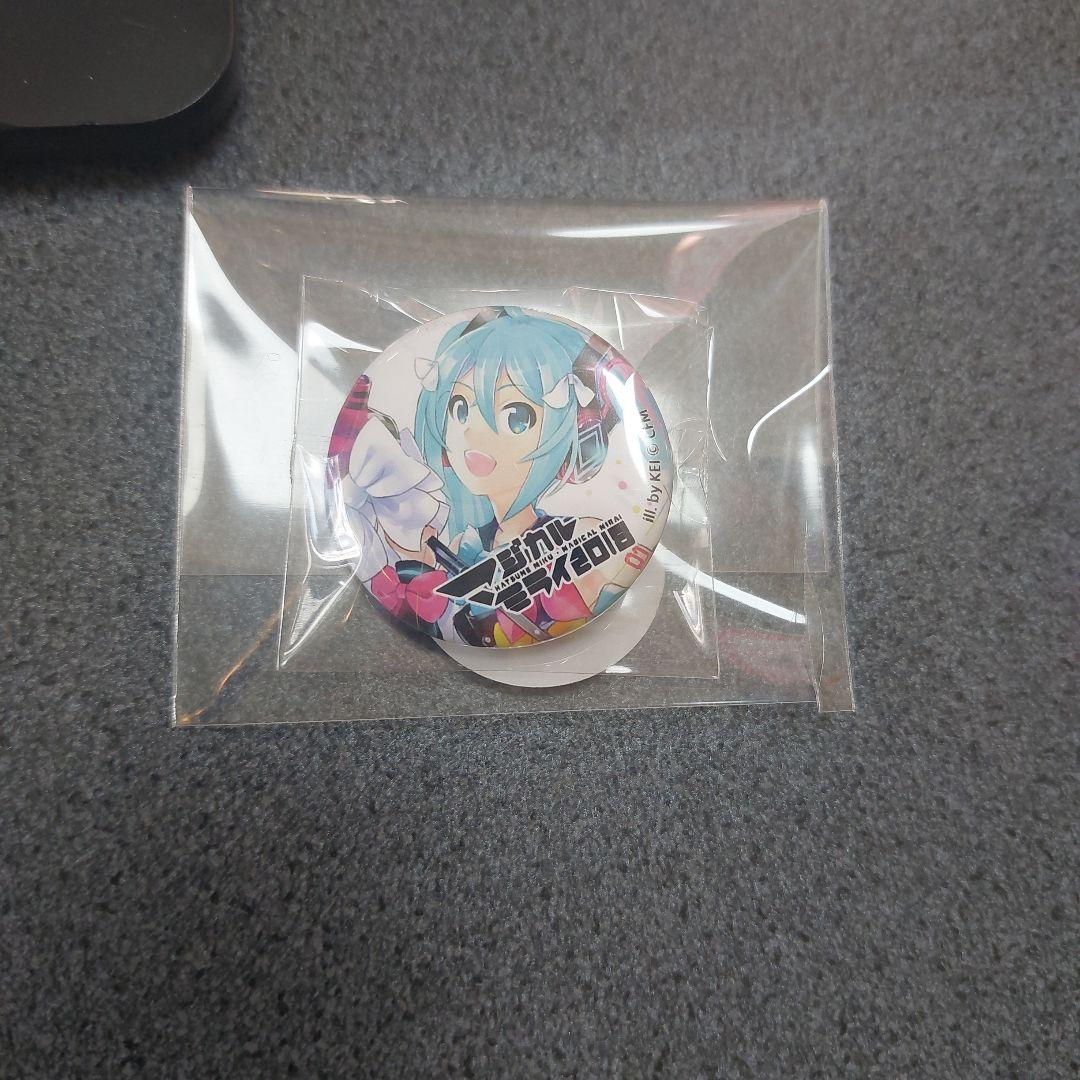 マジカル
HATSUNE MIKU・MAGICAL MIRAI
ミライ2018
ill. by KEI © CFM
01